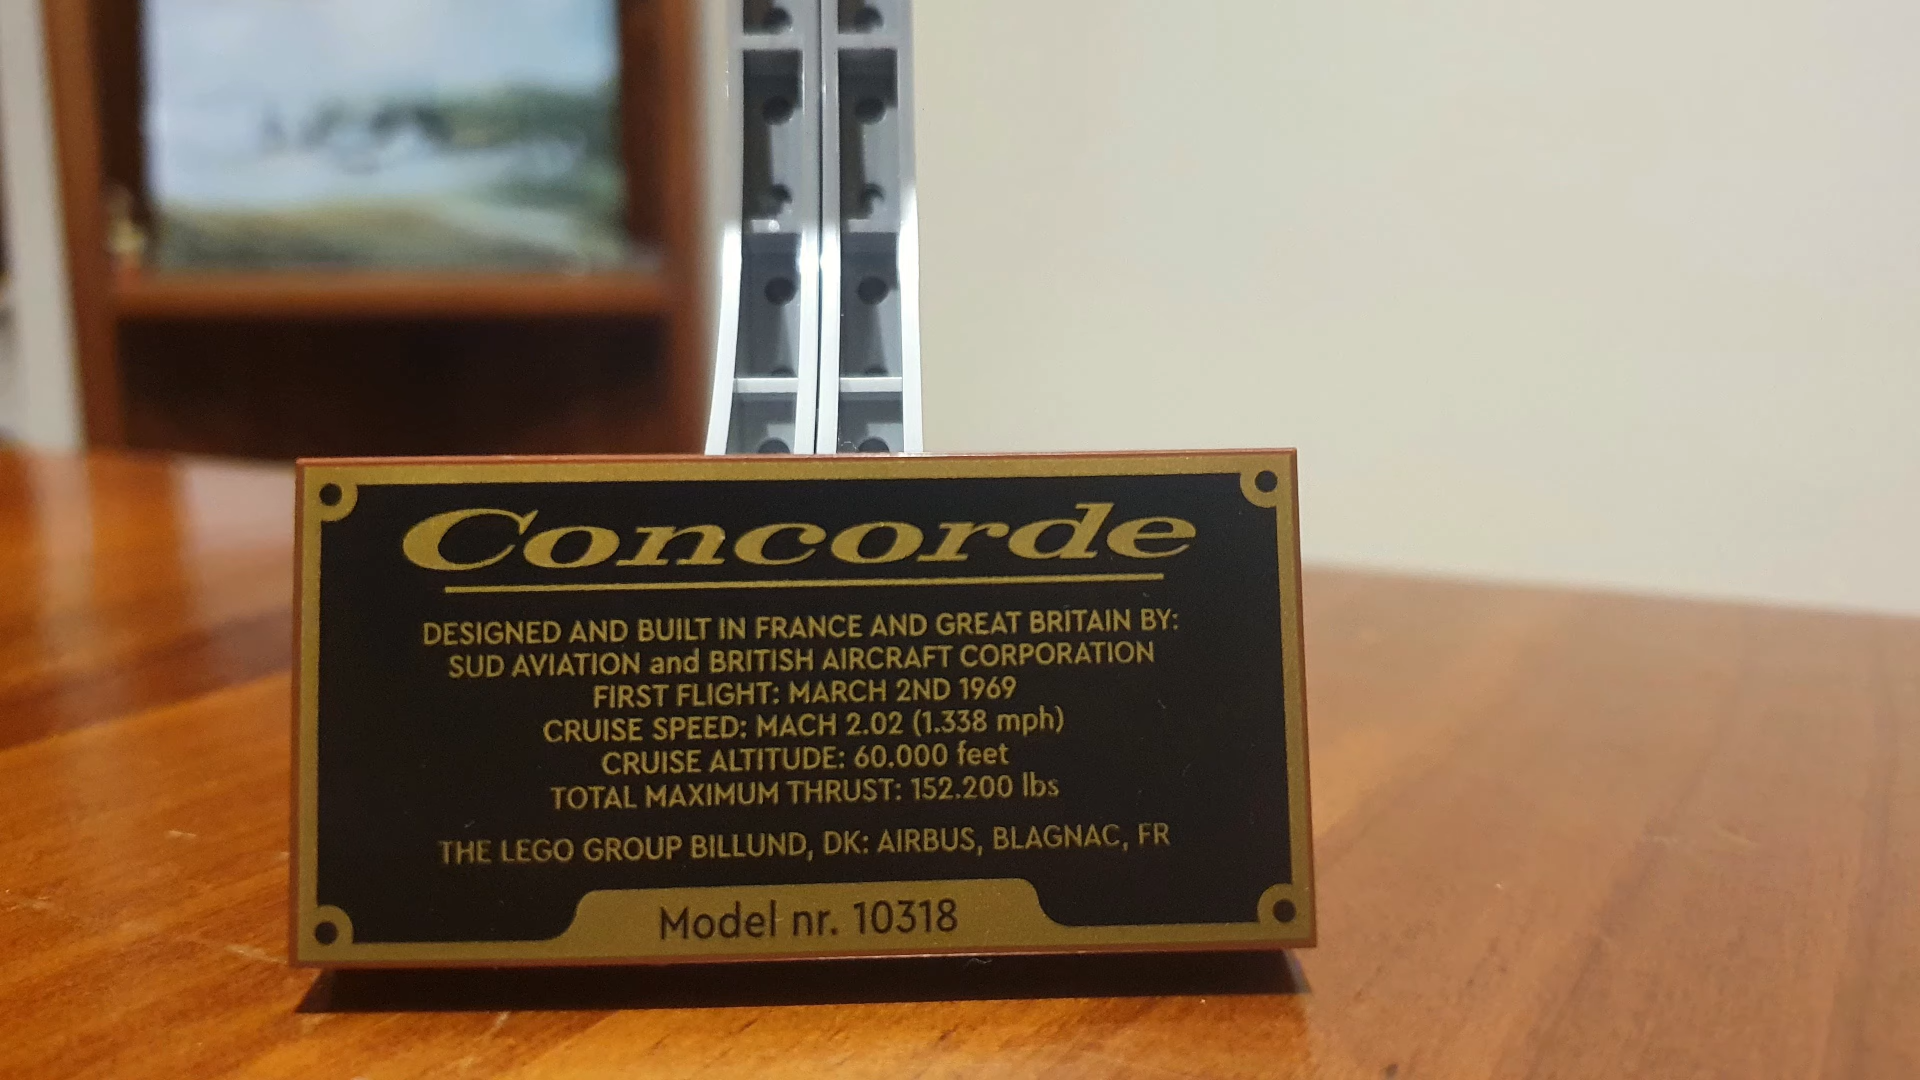 Concorde
DESIGNED AND BUILT IN FRANCE AND GREAT BRITAIN BY:
SUD AVIATION and BRITISH AIRCRAFT CORPORATION
FIRST FLIGHT: MARCH 2ND 1969
CRUISE SPEED: MACH 2.02 (1.338 mph)
CRUISE ALTITUDE: 60.000 feet
TOTAL MAXIMUM THRUST: 152.200 lbs
THE LEGO GROUP BILLUND, DK: AIRBUS, BLAGNAC, FR
Model nr. 10318